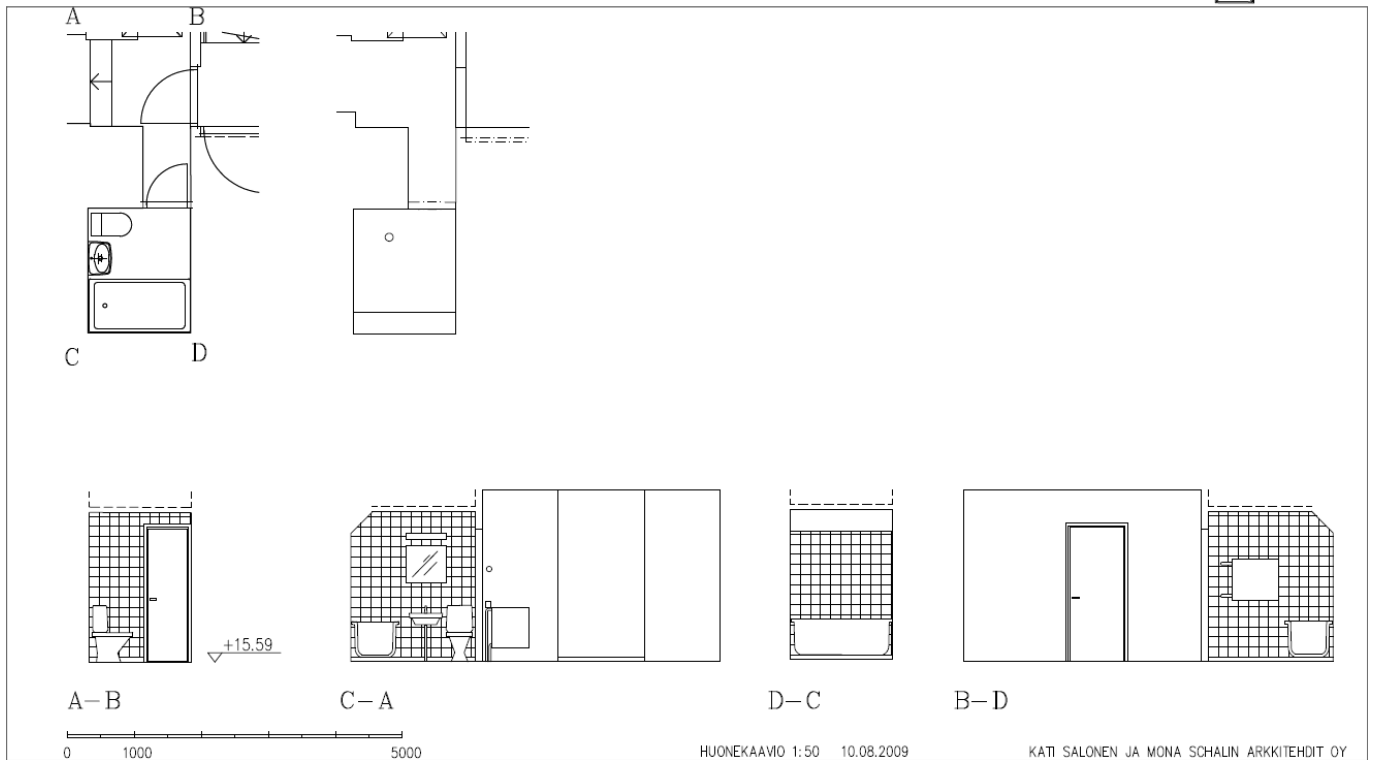 A B
C D
+15.59
A-B C-A D-C B-D
0 1000 5000
HUONEKAAVIO 1:50 10.08.2009 KATI SALONEN JA MONA SCHALIN ARKKITEHDIT OY